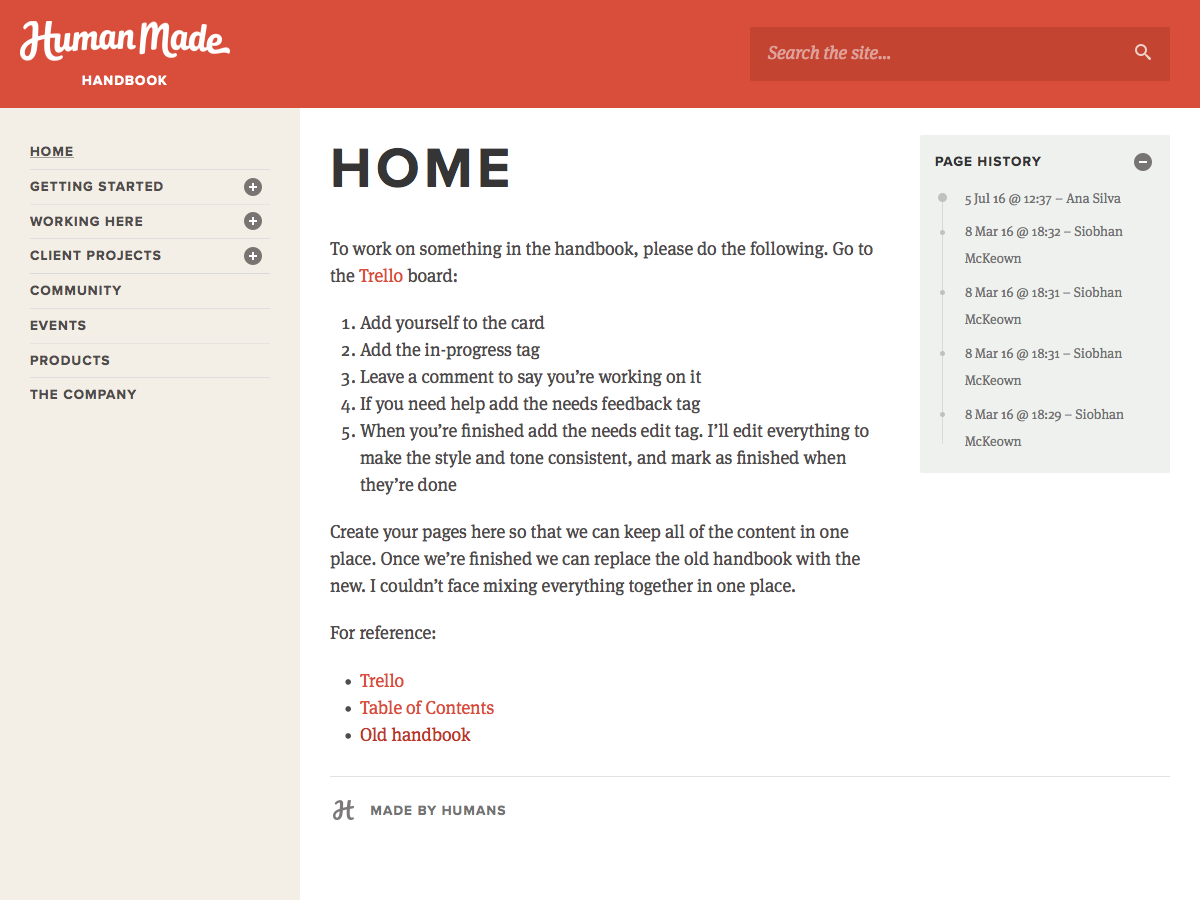 Human Made
HANDBOOK
Search the site...
HOME
GETTING STARTED
WORKING HERE
CLIENT PROJECTS
COMMUNITY
EVENTS
PRODUCTS
THE COMPANY
HOME
To work on something in the handbook, please do the following. Go to
the Trello board:
1. Add yourself to the card
2. Add the in-progress tag
3. Leave a comment to say you’re working on it
4. If you need help add the needs feedback tag
5. When you’re finished add the needs edit tag. I’ll edit everything to
make the style and tone consistent, and mark as finished when
they’re done
Create your pages here so that we can keep all of the content in one
place. Once we’re finished we can replace the old handbook with the
new. I couldn’t face mixing everything together in one place.
For reference:
• Trello
• Table of Contents
• Old handbook
PAGE HISTORY
5 Jul 16 @ 12:37 – Ana Silva
8 Mar 16 @ 18:32 – Siobhan
McKeown
8 Mar 16 @ 18:31 – Siobhan
McKeown
8 Mar 16 @ 18:31 – Siobhan
McKeown
8 Mar 16 @ 18:29 – Siobhan
McKeown
H MADE BY HUMANS